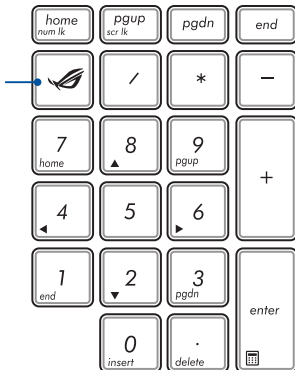 home pgup pgdn end
num lk scr lk
/ * −
7 8 9
home pgup
+
4 5 6
1 2 3
end pgdn
enter
0 .
insert delete